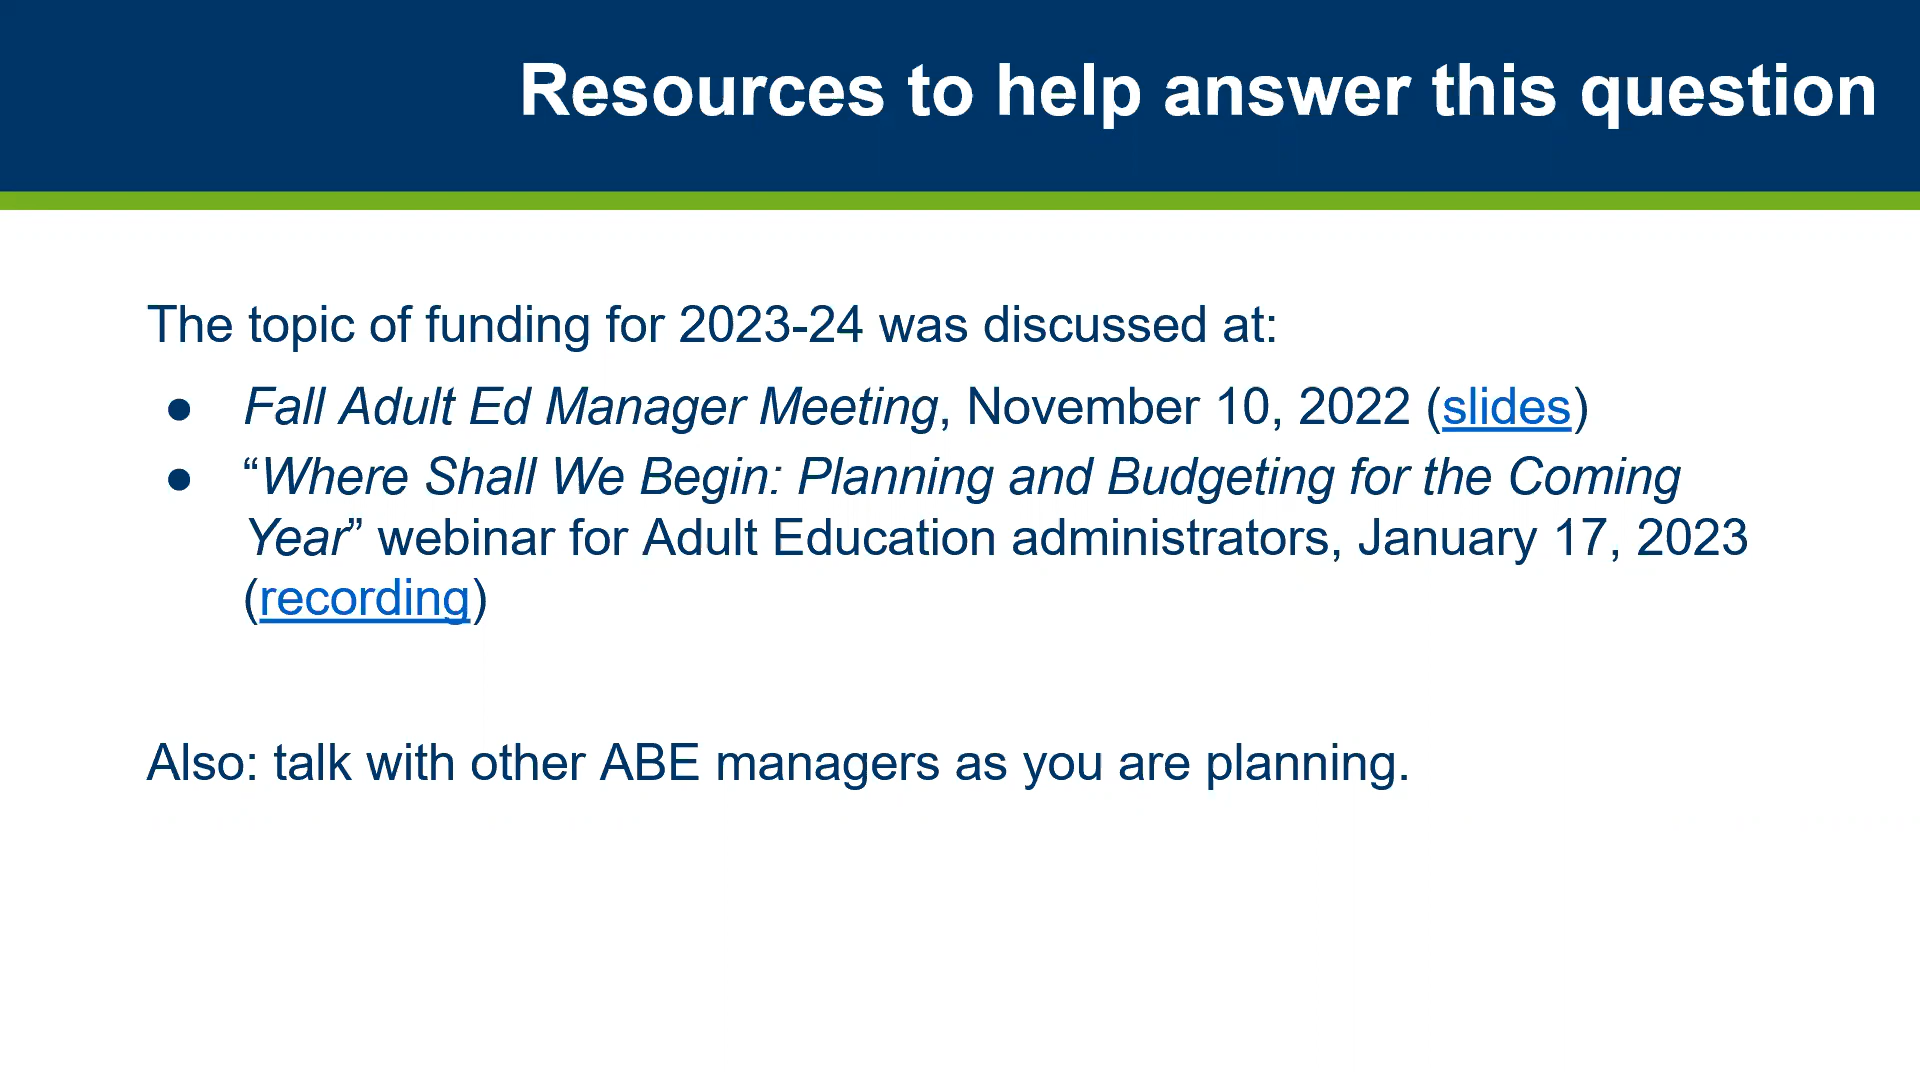 Resources to help answer this question
The topic of funding for 2023-24 was discussed at:
● Fall Adult Ed Manager Meeting, November 10, 2022 (slides)
● “Where Shall We Begin: Planning and Budgeting for the Coming
Year” webinar for Adult Education administrators, January 17, 2023
(recording)
Also: talk with other ABE managers as you are planning.